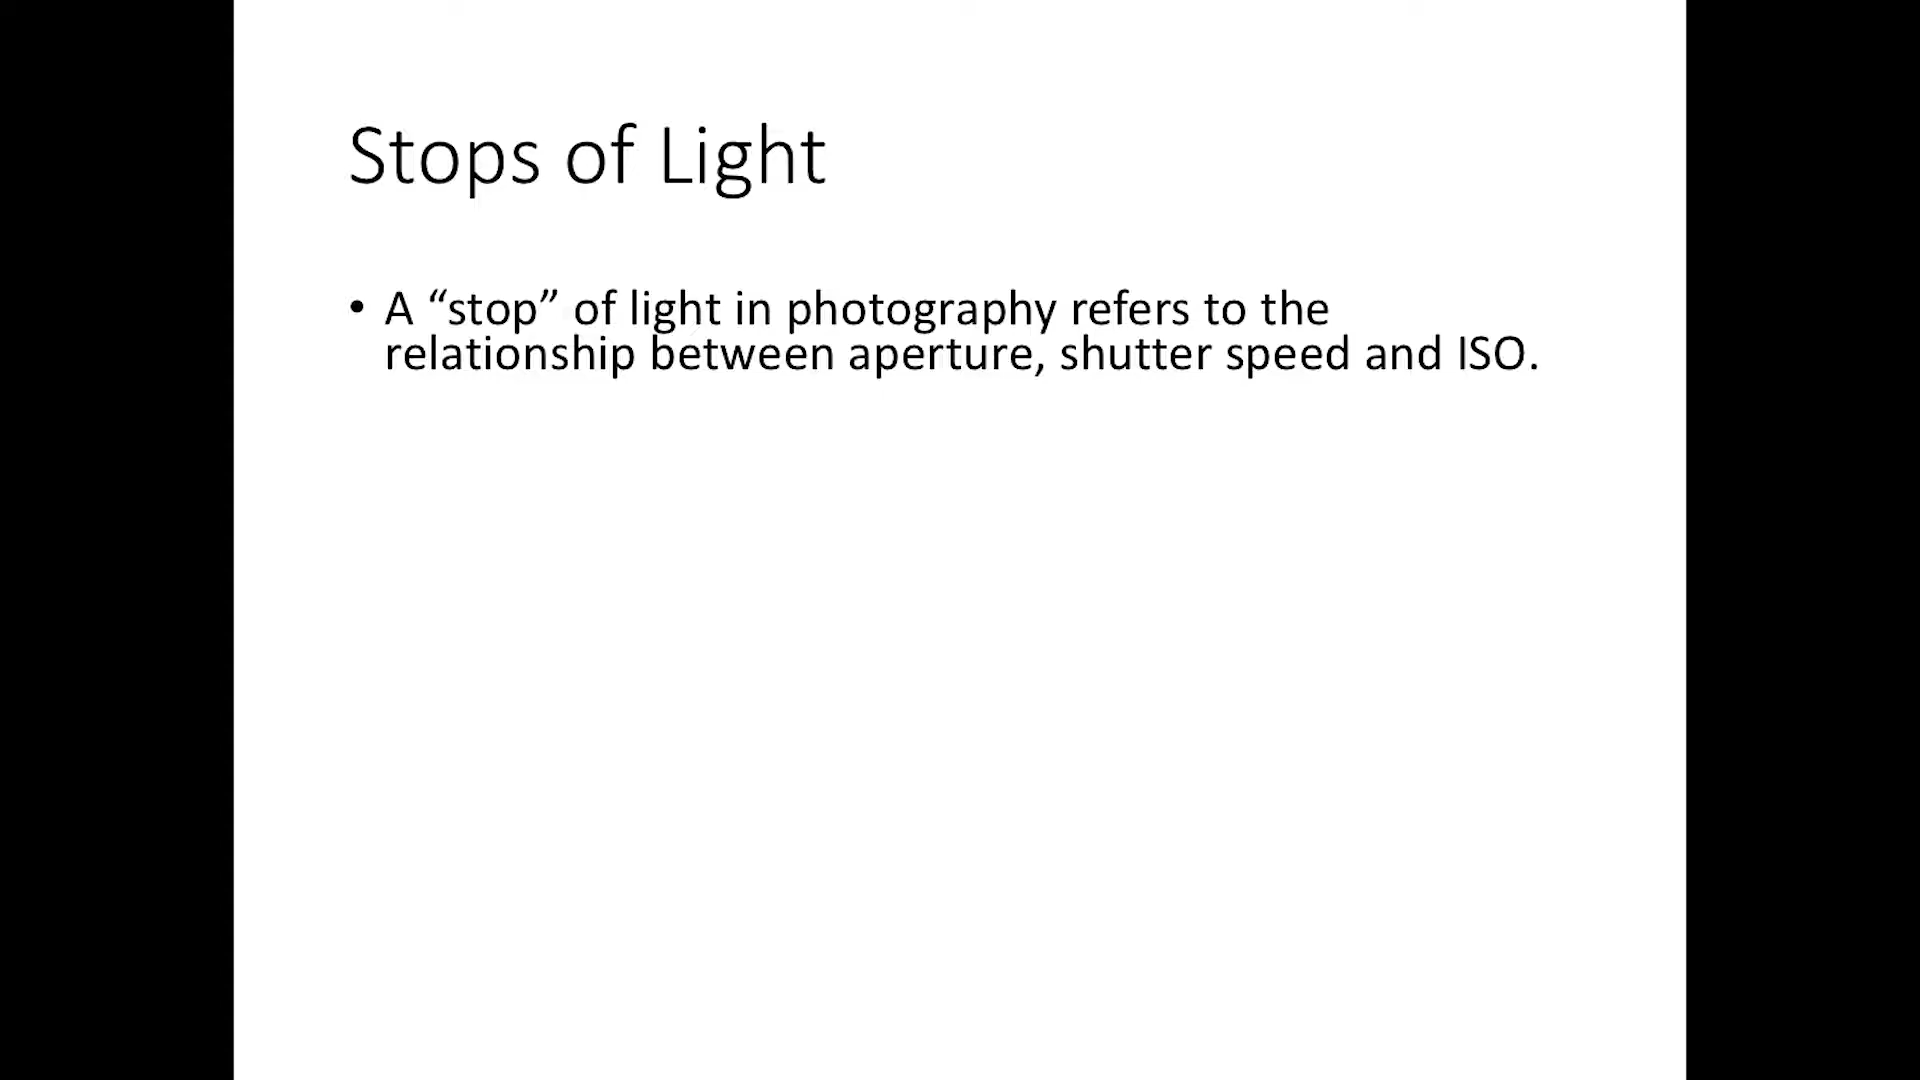 Stops of Light
• A “stop” of light in photography refers to the
relationship between aperture, shutter speed and ISO.